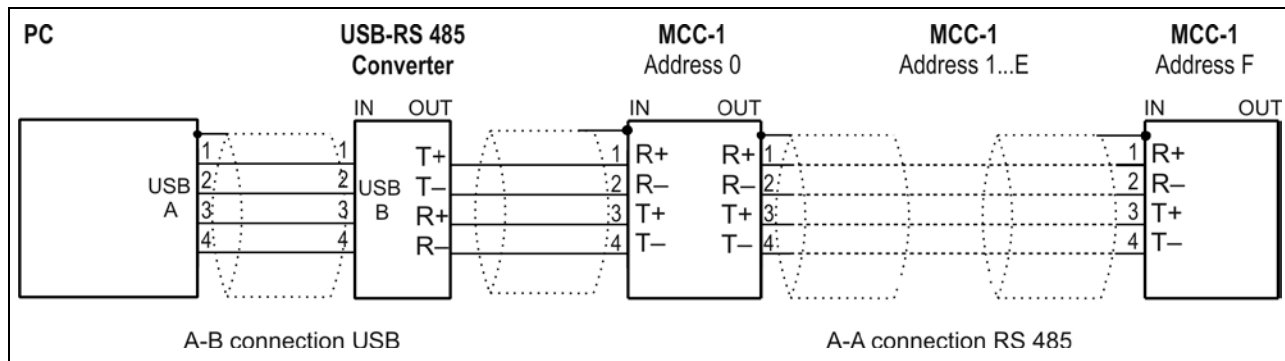 PC
USB-RS 485
Converter
MCC-1
Address 0
MCC-1
Address 1...E
MCC-1
Address F
IN OUT
IN OUT
IN OUT
1 1 T+ 1 R+ R+ 1 1 R+
USB 2 2 USB T– 2 R– R– 2 2 R–
A 3 3 B R+ 3 T+ T+ 3 3 T+
4 4 R– 4 T– T– 4 4 T–
A-B connection USB
A-A connection RS 485